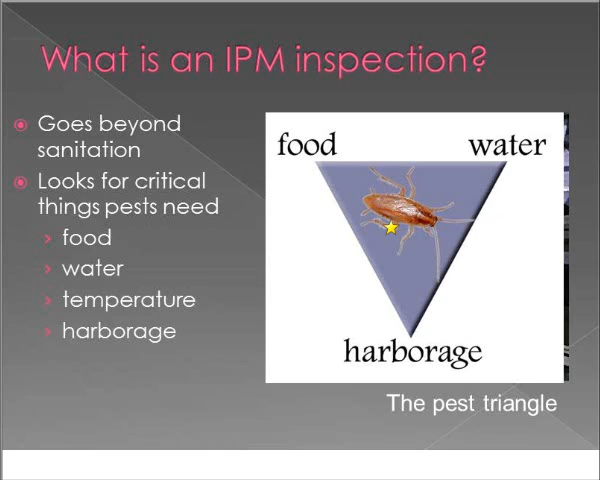 What is an IPM inspection?
Goes beyond
sanitation
Looks for critical
things pests need
food
water
temperature
harborage
food water
harborage
The pest triangle